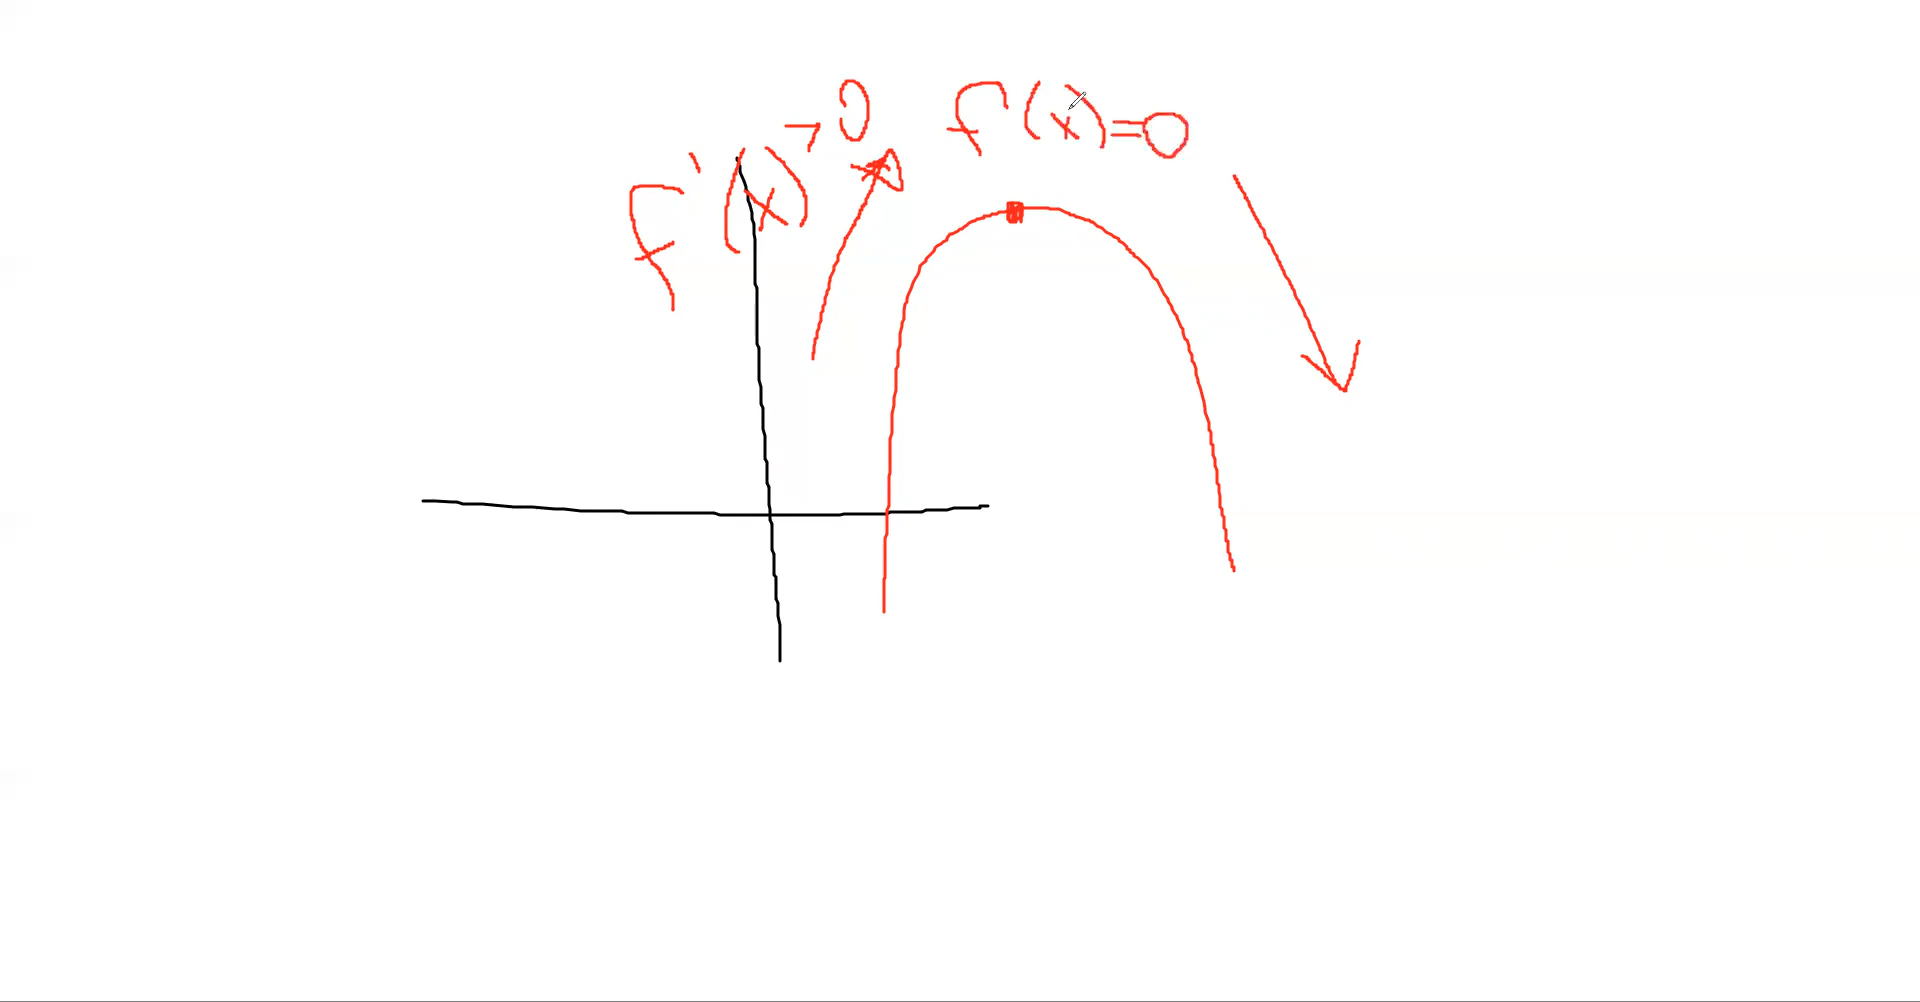 f'(x) > 0
f'(x) = 0